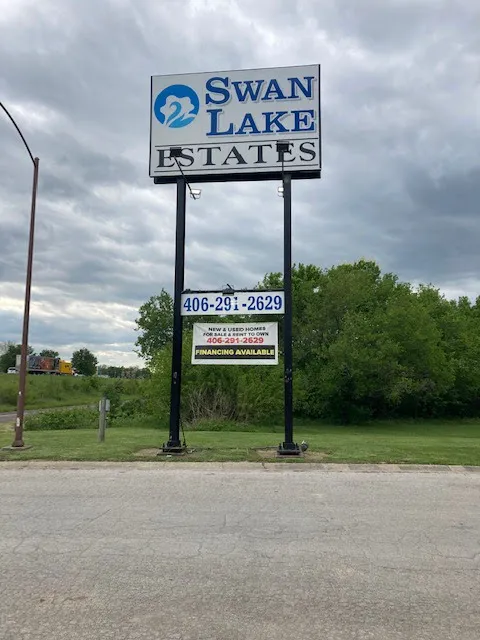 SWAN
LAKE
ESTATES
406-291-2629
NEW & USED HOMES
FOR SALE & RENT TO OWN
406-291-2629
FINANCING AVAILABLE